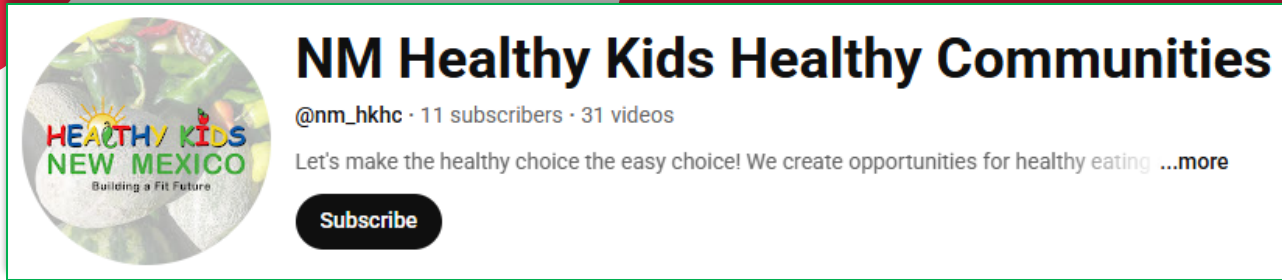 NM Healthy Kids Healthy Communities
@nm_hkhc · 11 subscribers · 31 videos
Let's make the healthy choice the easy choice! We create opportunities for healthy eating ...more
Subscribe
HEALTHY KIDS
NEW MEXICO
Building a Fit Future